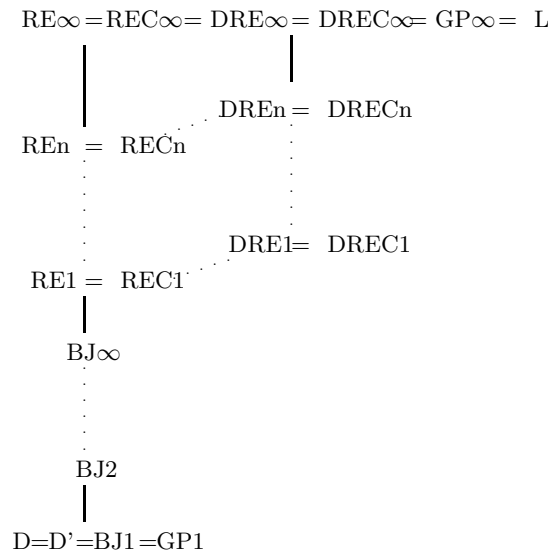 RE∞ = REC∞ = DRE∞ = DREC∞ = GP∞ = L
DREn = DRECn
REn = RECn
DRE1 = DREC1
RE1 = REC1
BJ∞
BJ2
D=D'=BJ1=GP1